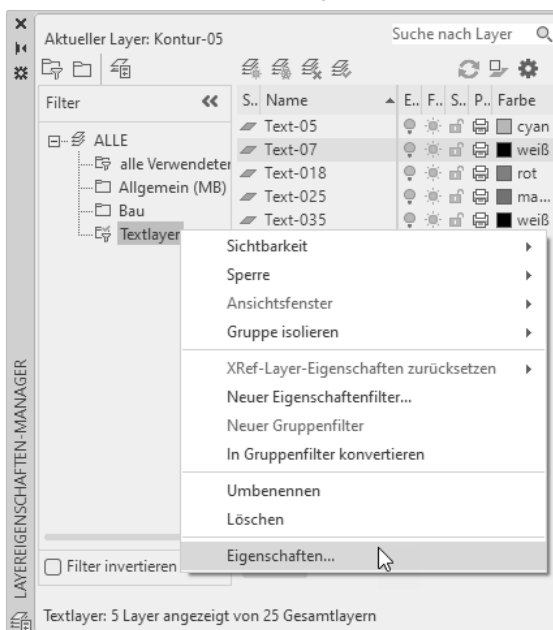 Aktueller Layer: Kontur-05
Suche nach Layer
Filter
S.. Name E.. F.. S.. P.. Farbe
ALLE
alle Verwendeter
Allgemein (MB)
Bau
Textlayer
Text-05 cyan
Text-07 weiß
Text-018 rot
Text-025 ma...
Text-035 weiß
Sichtbarkeit
Sperre
Ansichtsfenster
Gruppe isolieren
XRef-Layer-Eigenschaften zurücksetzen
Neuer Eigenschaftenfilter...
Neuer Gruppenfilter
In Gruppenfilter konvertieren
Umbenennen
Löschen
Eigenschaften...
Filter invertieren
LAYEREIGENSCHAFTEN-MANAGER
Textlayer: 5 Layer angezeigt von 25 Gesamtlayern